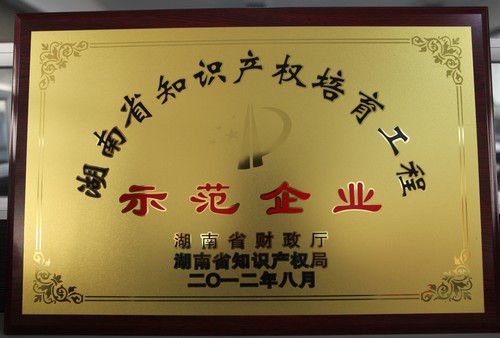 湖南省知识产权培育工程
示范企业
湖南省财政厅
湖南省知识产权局
二〇一二年八月